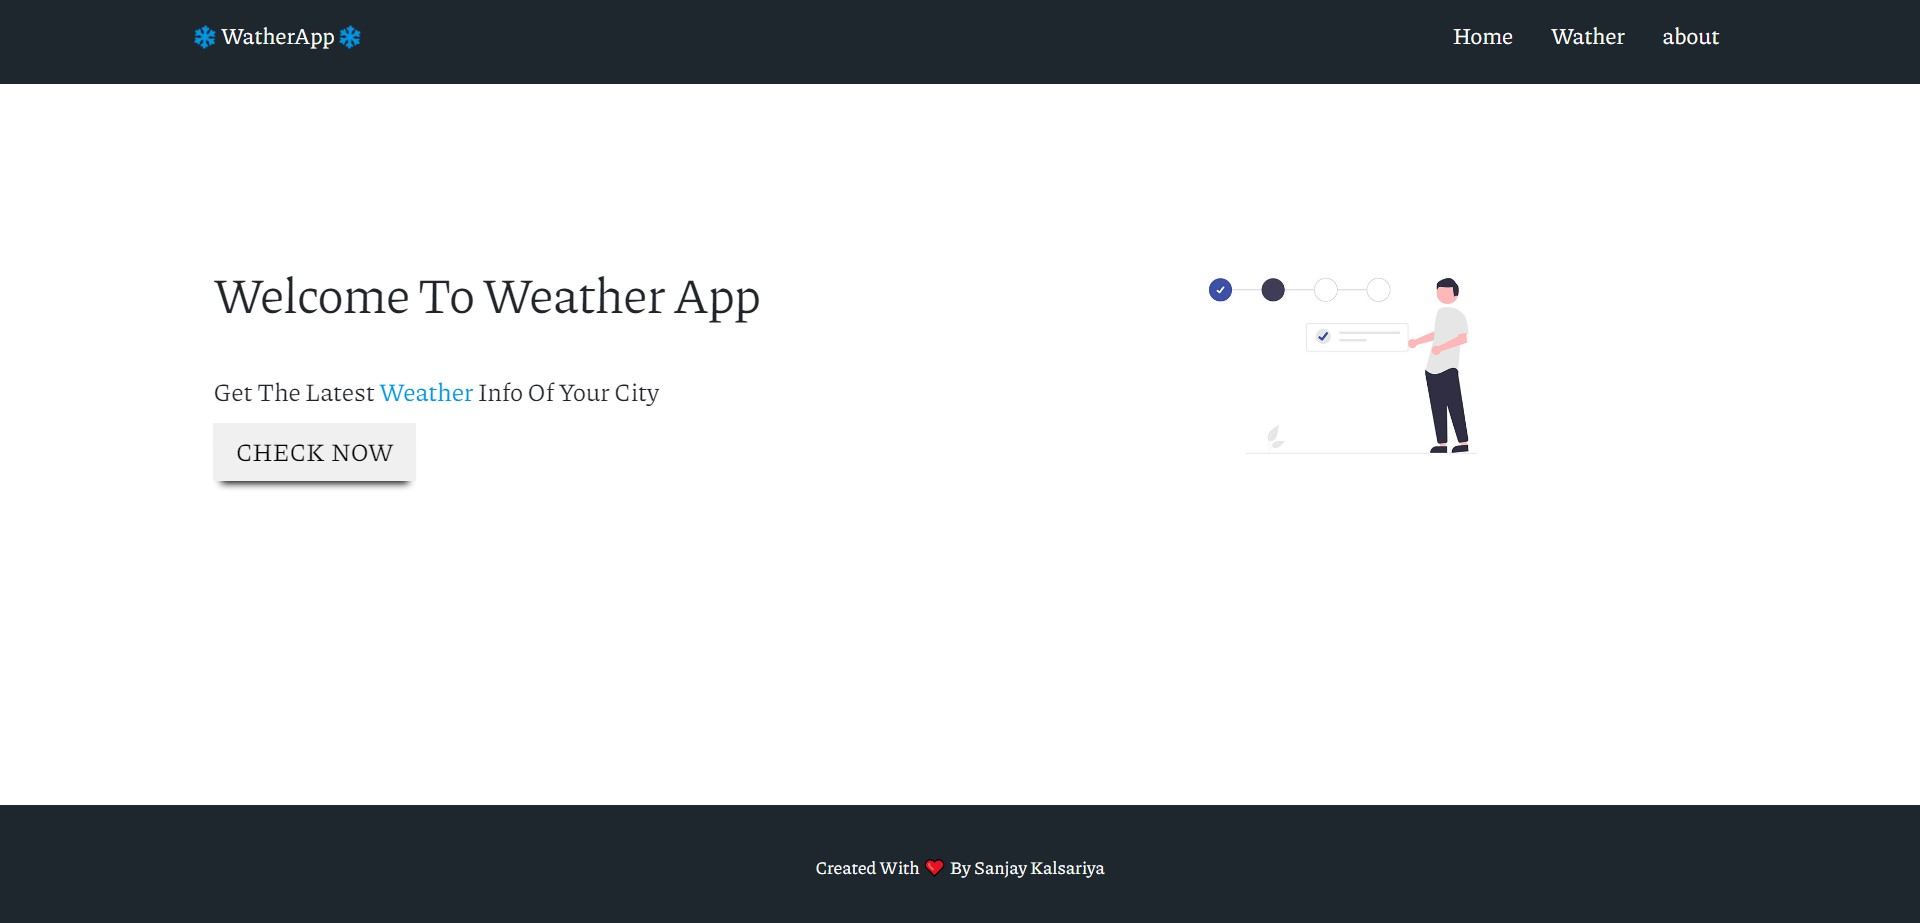 ❄️ WatherApp ❄️
Home Wather about
Welcome To Weather App
Get The Latest Weather Info Of Your City
CHECK NOW
Created With ❤️ By Sanjay Kalsariya